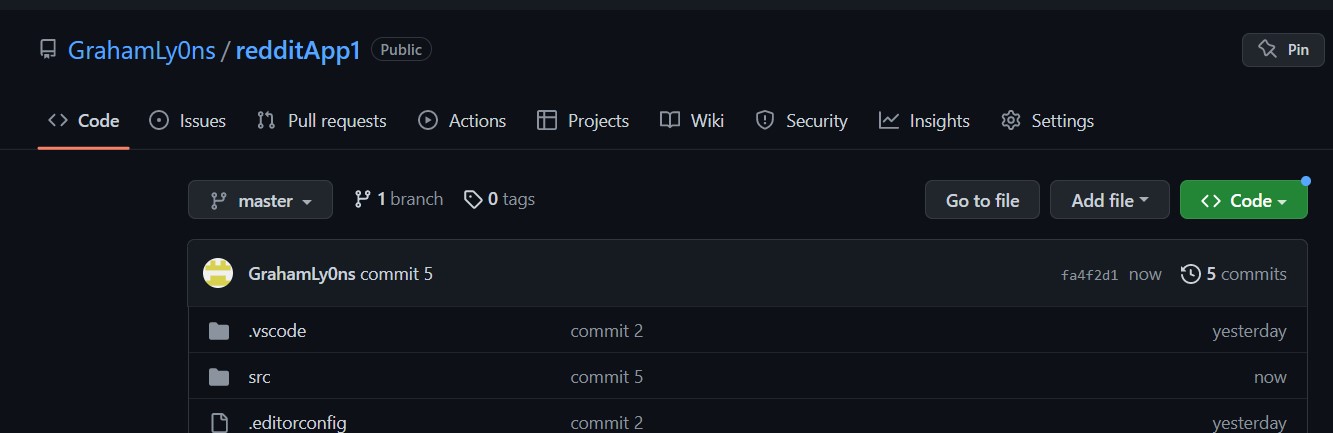 GrahamLy0ns / redditApp1 Public Pin
Code Issues Pull requests Actions Projects Wiki Security Insights Settings
master 1 branch 0 tags Go to file Add file Code
GrahamLy0ns commit 5 fa4f2d1 now 5 commits
.vscode commit 2 yesterday
src commit 5 now
.editorconfig commit 2 yesterday